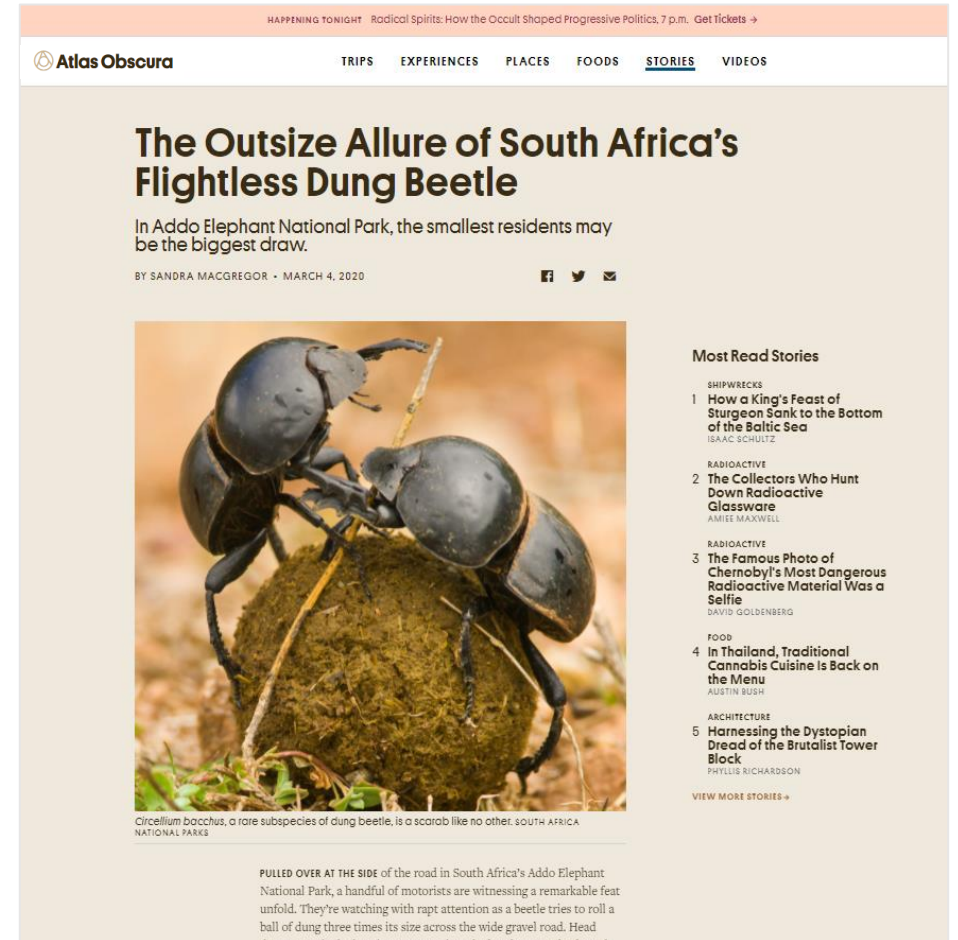 HAPPENING TONIGHT Radical Spirits: How the Occult Shaped Progressive Politics, 7 p.m. Get Tickets →
Atlas Obscura
TRIPS EXPERIENCES PLACES FOODS STORIES VIDEOS
The Outsize Allure of South Africa’s
Flightless Dung Beetle
In Addo Elephant National Park, the smallest residents may
be the biggest draw.
BY SANDRA MACGREGOR • MARCH 4, 2020
Circellium bacchus, a rare subspecies of dung beetle, is a scarab like no other. SOUTH AFRICA
NATIONAL PARKS
PULLED OVER AT THE SIDE of the road in South Africa’s Addo Elephant
National Park, a handful of motorists are witnessing a remarkable feat
unfold. They’re watching with rapt attention as a beetle tries to roll a
ball of dung three times its size across the wide gravel road. Head
Most Read Stories
SHIPWRECKS
1 How a King's Feast of
Sturgeon Sank to the Bottom
of the Baltic Sea
ISAAC SCHULTZ
RADIOACTIVE
2 The Collectors Who Hunt
Down Radioactive
Glassware
AMIEE MAXWELL
RADIOACTIVE
3 The Famous Photo of
Chernobyl's Most Dangerous
Radioactive Material Was a
Selfie
DAVID GOLDENBERG
FOOD
4 In Thailand, Traditional
Cannabis Cuisine Is Back on
the Menu
AUSTIN BUSH
ARCHITECTURE
5 Harnessing the Dystopian
Dread of the Brutalist Tower
Block
PHYLLIS RICHARDSON
VIEW MORE STORIES →